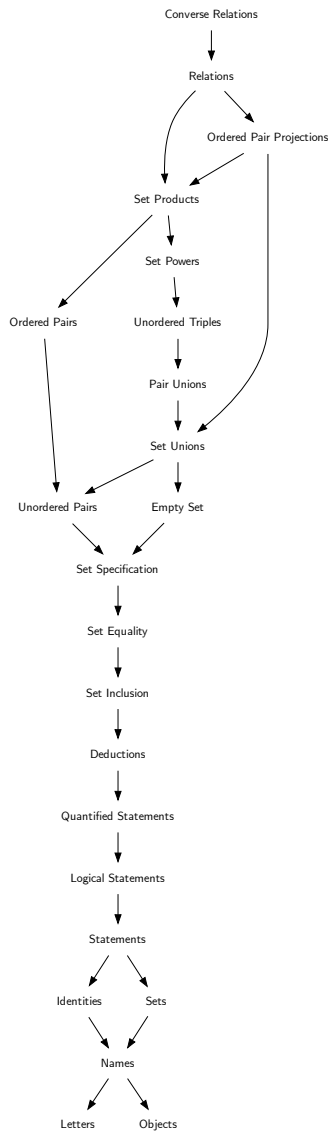 Converse Relations
Relations
Ordered Pair Projections
Set Products
Set Powers
Ordered Pairs
Unordered Triples
Pair Unions
Set Unions
Unordered Pairs
Empty Set
Set Specification
Set Equality
Set Inclusion
Deductions
Quantified Statements
Logical Statements
Statements
Identities
Sets
Names
Letters
Objects